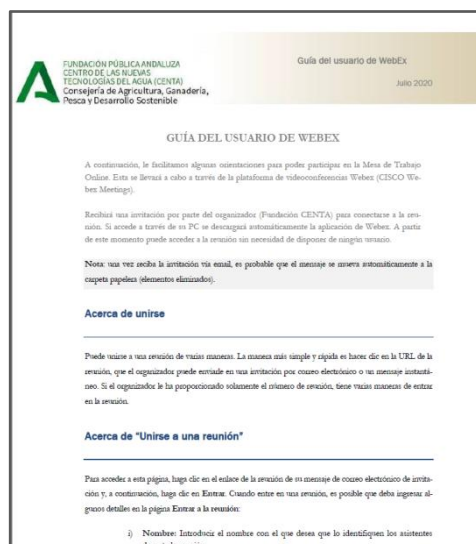 FUNDACIÓN PÚBLICA ANDALUZA
CENTRO DE LAS NUEVAS
TECNOLOGÍAS DEL AGUA (CENTA)
Consejería de Agricultura, Ganadería,
Pesca y Desarrollo Sostenible
Guía del usuario de WebEx
Julio 2020
GUÍA DEL USUARIO DE WEBEX
A continuación, le facilitamos algunas orientaciones para poder participar en la Mesa de Trabajo
Online. Esta se llevará a cabo a través de la plataforma de videoconferencias Webex (CISCO We-
bex Meetings).
Recibirá una invitación por parte del organizador (Fundación CENTA) para conectarse a la reu-
nión. Si accede a través de su PC se descargará automáticamente la aplicación de Webex. A partir
de este momento puede acceder a la reunión sin necesidad de disponer de ningún usuario.
Nota: una vez reciba la invitación vía email, es probable que el mensaje se mueva automáticamente a la
carpeta papelera (elementos eliminados).
Acerca de unirse
Puede unirse a una reunión de varias maneras. La manera más simple y rápida es hacer clic en la URL de la
reunión, que el organizador puede enviarle en una invitación por correo electrónico o un mensaje instantá-
neo. Si el organizador le ha proporcionado solamente el número de reunión, tiene varias maneras de entrar
en la reunión.
Acerca de "Unirse a una reunión"
Para acceder a esta página, haga clic en el enlace de la reunión de su mensaje de correo electrónico de invita-
ción y, a continuación, haga clic en Entrar. Cuando entre en una reunión, es posible que deba ingresar al-
gunos detalles en la página Entrar a la reunión:
i) Nombre: Introducir el nombre con el que desea que lo identifiquen los asistentes